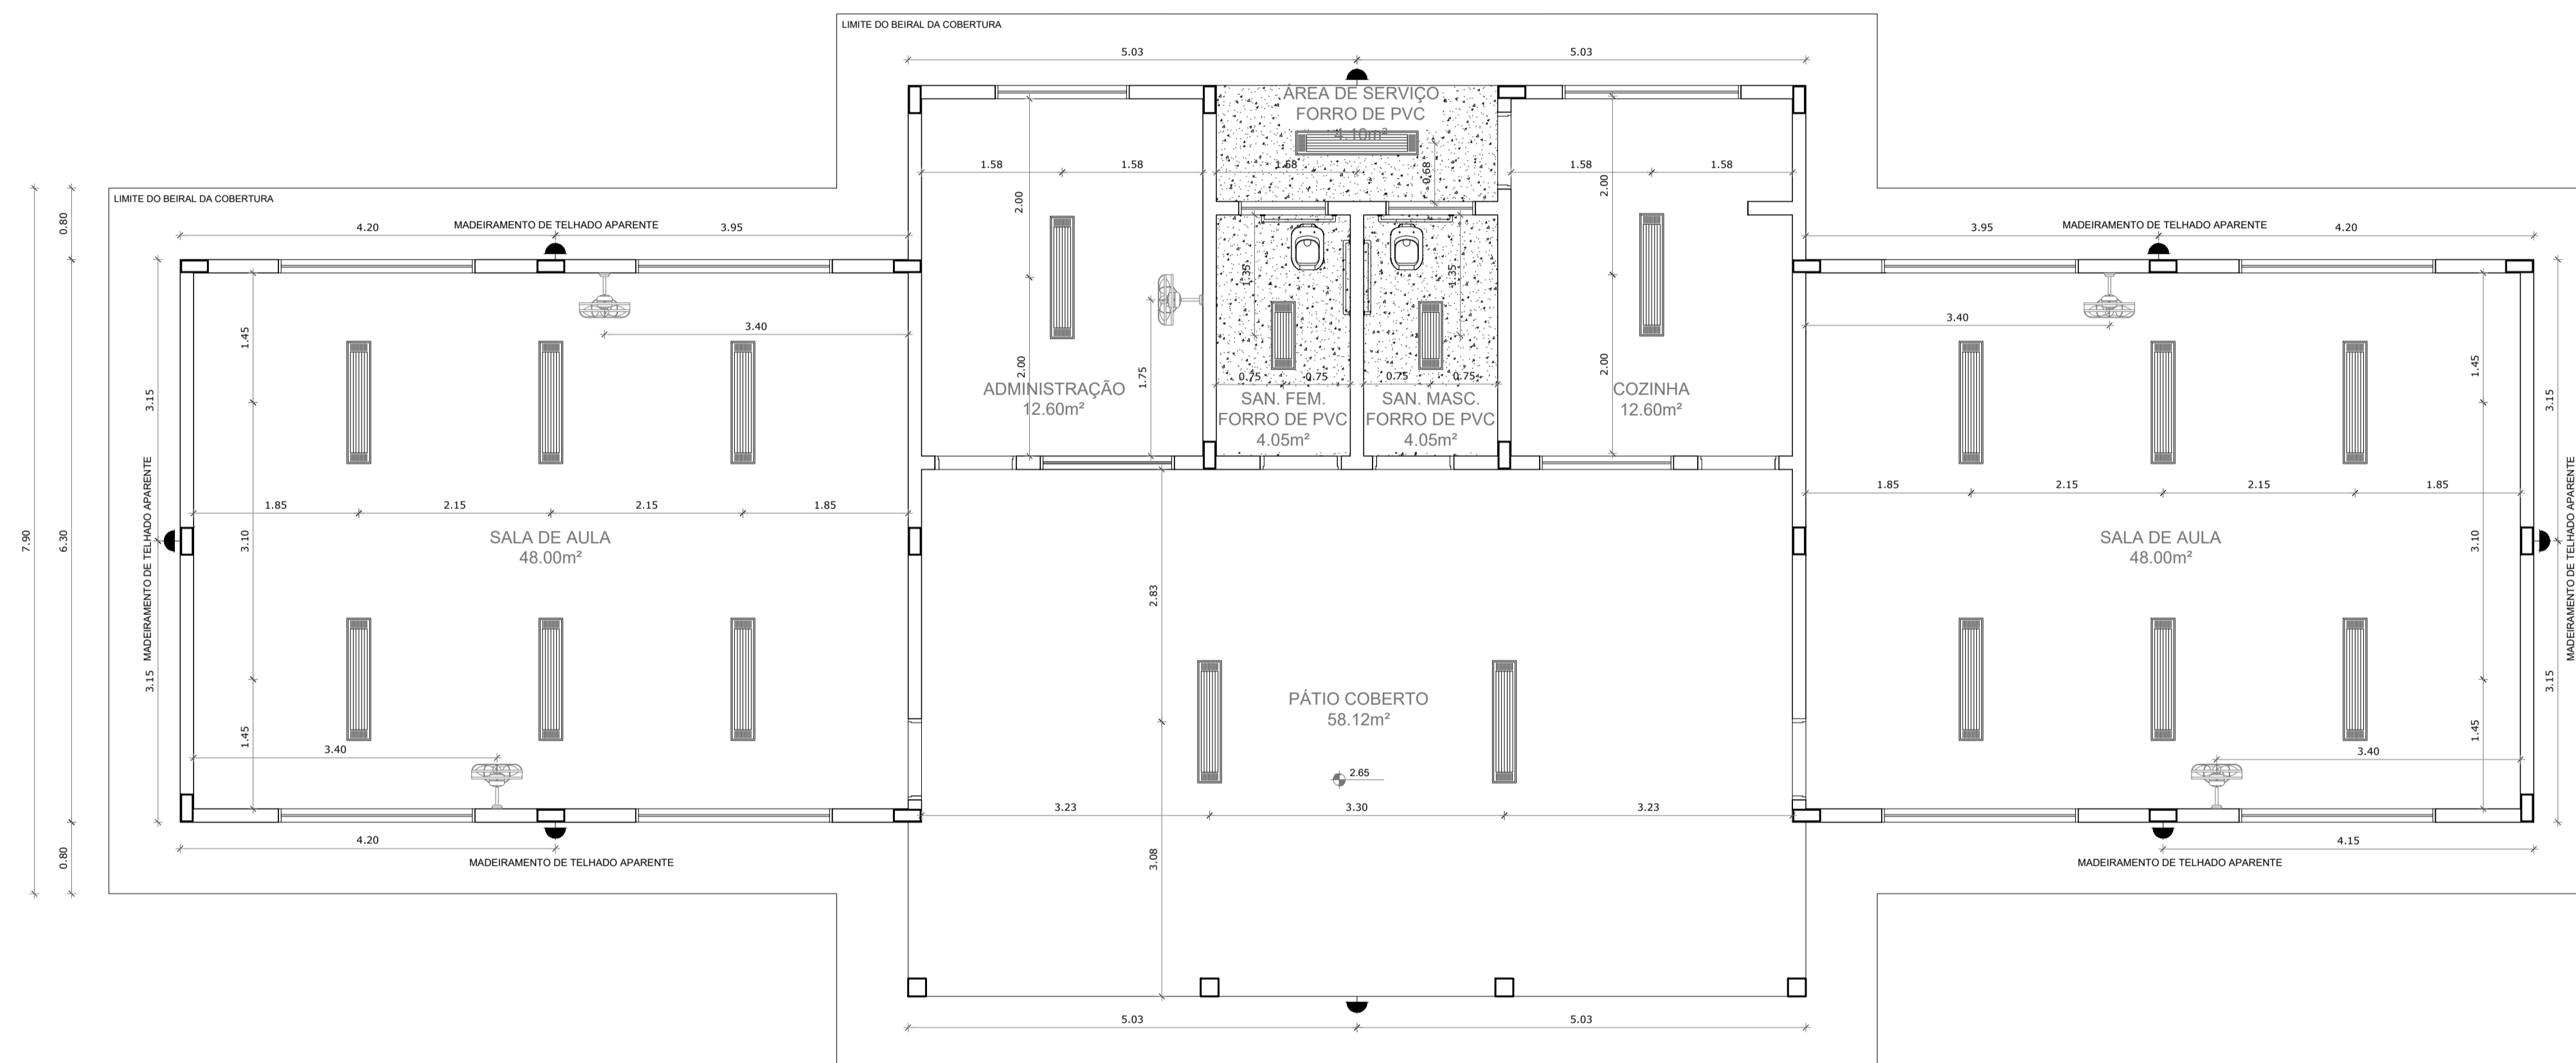 LIMITE DO BEIRAL DA COBERTURA
5.03
5.03
ÁREA DE SERVIÇO
FORRO DE PVC
4.10m²
1.58
1.58
1.58
0.68
1.58
1.58
2.00
2.00
LIMITE DO BEIRAL DA COBERTURA
0.80
4.20
MADEIRAMENTO DE TELHADO APARENTE
3.95
3.95
MADEIRAMENTO DE TELHADO APARENTE
4.20
1.35
1.35
3.40
3.40
1.45
1.45
3.15
3.15
2.00
2.00
1.75
0.75
0.75
0.75
0.75
ADMINISTRAÇÃO
12.60m²
SAN. FEM.
FORRO DE PVC
4.05m²
SAN. MASC.
FORRO DE PVC
4.05m²
COZINHA
12.60m²
1.85
2.15
2.15
1.85
1.85
2.15
2.15
1.85
7.90
6.30
MADEIRAMENTO DE TELHADO APARENTE
3.10
SALA DE AULA
48.00m²
SALA DE AULA
48.00m²
3.10
MADEIRAMENTO DE TELHADO APARENTE
2.83
3.15
3.15
PÁTIO COBERTO
58.12m²
1.45
1.45
3.40
3.40
2.65
3.23
3.30
3.23
0.80
4.20
MADEIRAMENTO DE TELHADO APARENTE
3.08
4.15
MADEIRAMENTO DE TELHADO APARENTE
5.03
5.03